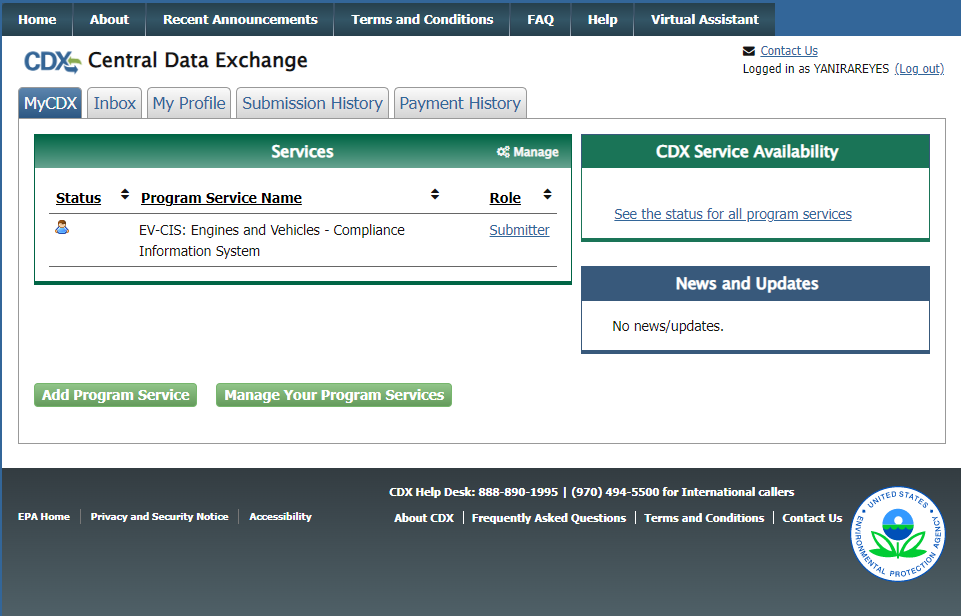 Home About Recent Announcements Terms and Conditions FAQ Help Virtual Assistant
CDX Central Data Exchange
Contact Us
Logged in as YANIRAREYES (Log out)
MyCDX Inbox My Profile Submission History Payment History
Services Manage
Status Program Service Name Role
EV-CIS: Engines and Vehicles - Compliance Submitter
Information System
CDX Service Availability
See the status for all program services
News and Updates
No news/updates.
Add Program Service Manage Your Program Services
CDX Help Desk: 888-890-1995 | (970) 494-5500 for International callers
EPA Home Privacy and Security Notice Accessibility
About CDX Frequently Asked Questions Terms and Conditions Contact Us
UNITED STATES
ENVIRONMENTAL PROTECTION AGENCY